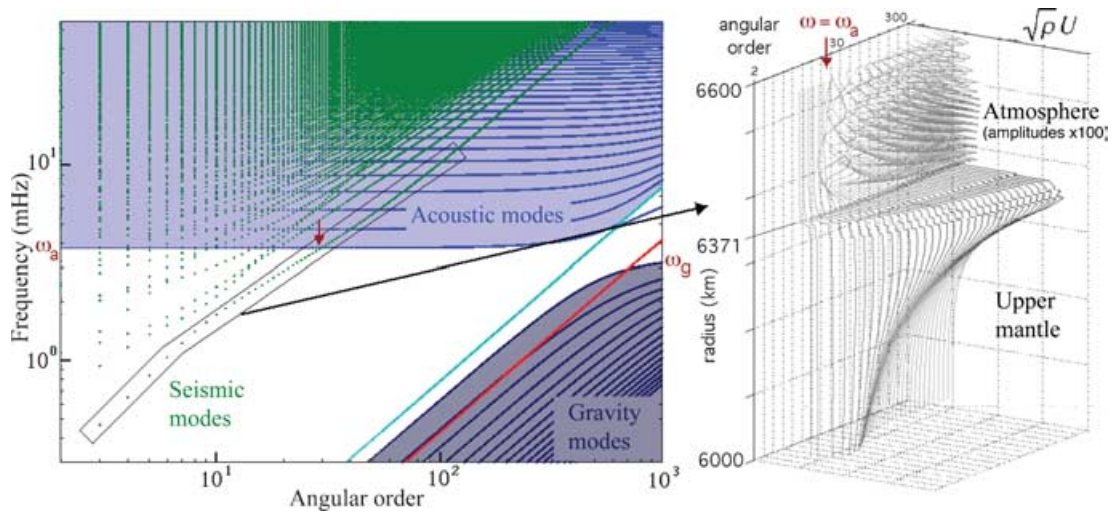 10¹
10⁰
Frequency (mHz)
ωₐ
Acoustic modes
Seismic
modes
Gravity
modes
ω_g
10¹
10²
10³
Angular order
angular
order
ω = ωₐ
2
30
300
√ρ U
6600
Atmosphere
(amplitudes x100)
6371
radius (km)
Upper
mantle
6000